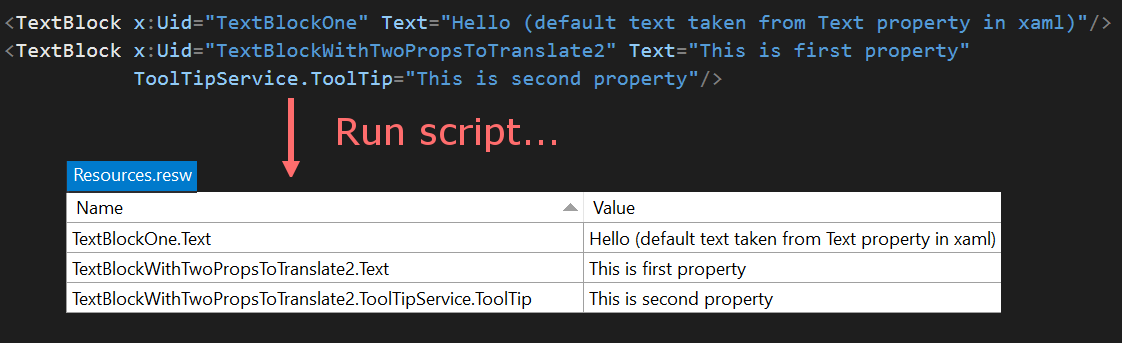 <TextBlock x:Uid="TextBlockOne" Text="Hello (default text taken from Text property in xaml)"/>
<TextBlock x:Uid="TextBlockWithTwoPropsToTranslate2" Text="This is first property"
ToolTipService.ToolTip="This is second property"/>
Run script...
Resources.resw
Name Value
TextBlockOne.Text Hello (default text taken from Text property in xaml)
TextBlockWithTwoPropsToTranslate2.Text This is first property
TextBlockWithTwoPropsToTranslate2.ToolTipService.ToolTip This is second property